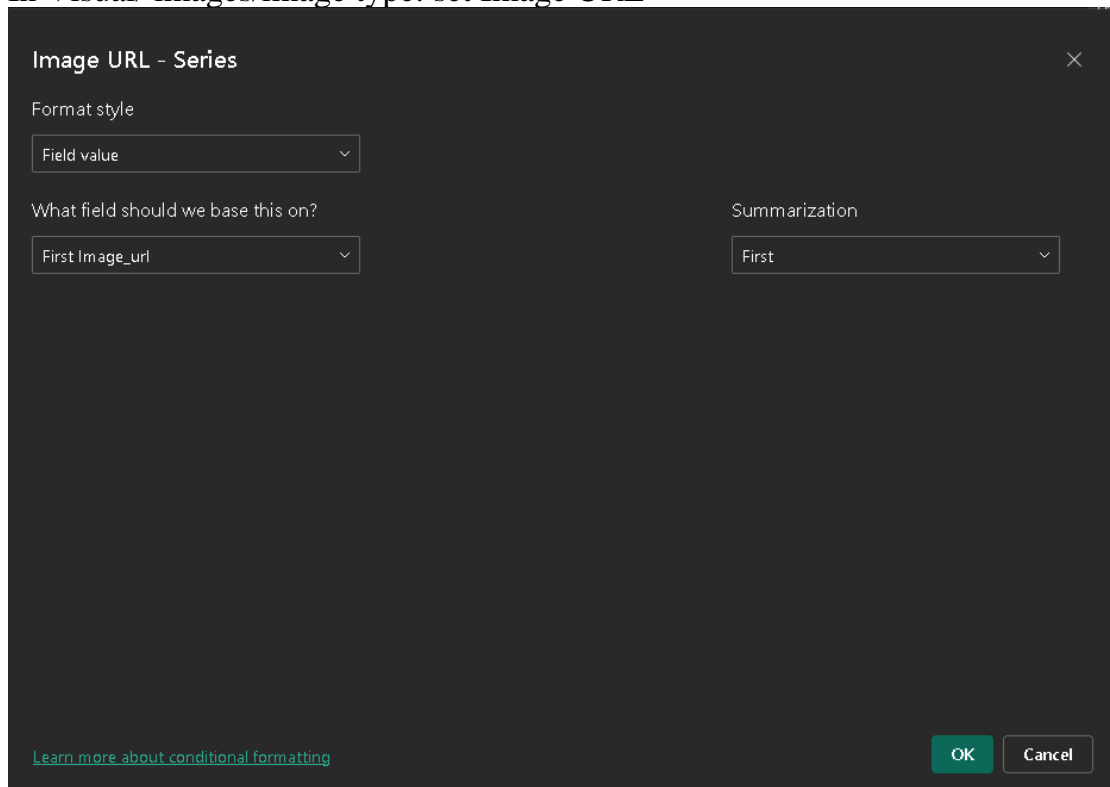 In Visual/ images/image type: set Image URL
Image URL - Series
Format style
Field value
What field should we base this on?
Summarization
First Image_url
First
Learn more about conditional formatting
OK
Cancel